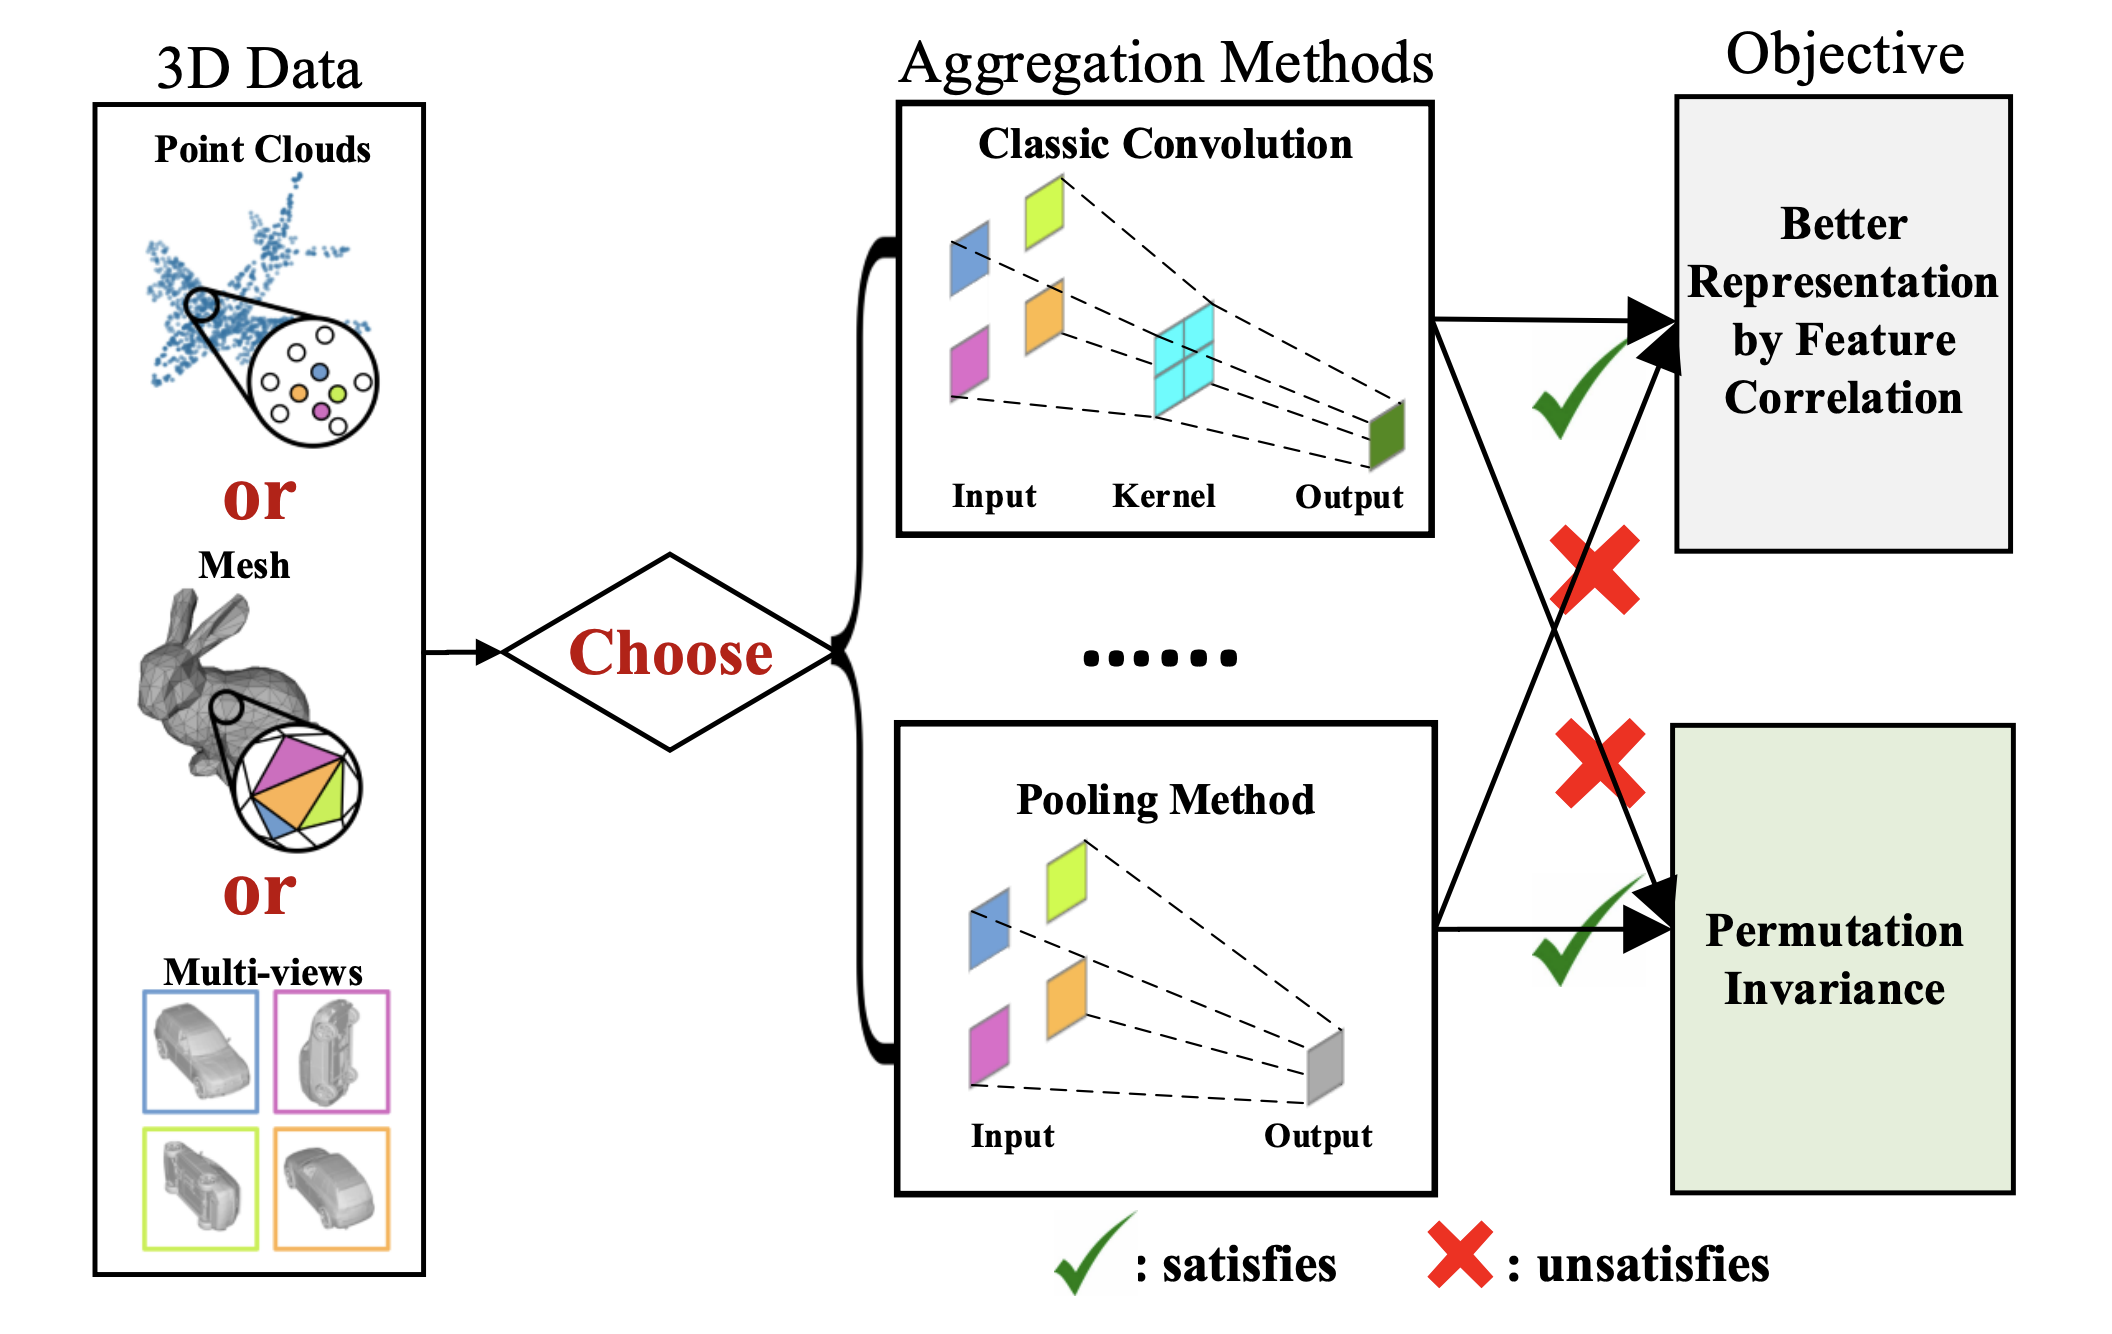 3D Data
Point Clouds
or
Mesh
or
Multi-views
Choose
Aggregation Methods
Classic Convolution
Input
Kernel
Output
......
Pooling Method
Input
Output
Objective
Better
Representation
by Feature
Correlation
Permutation
Invariance
: satisfies
: unsatisfies